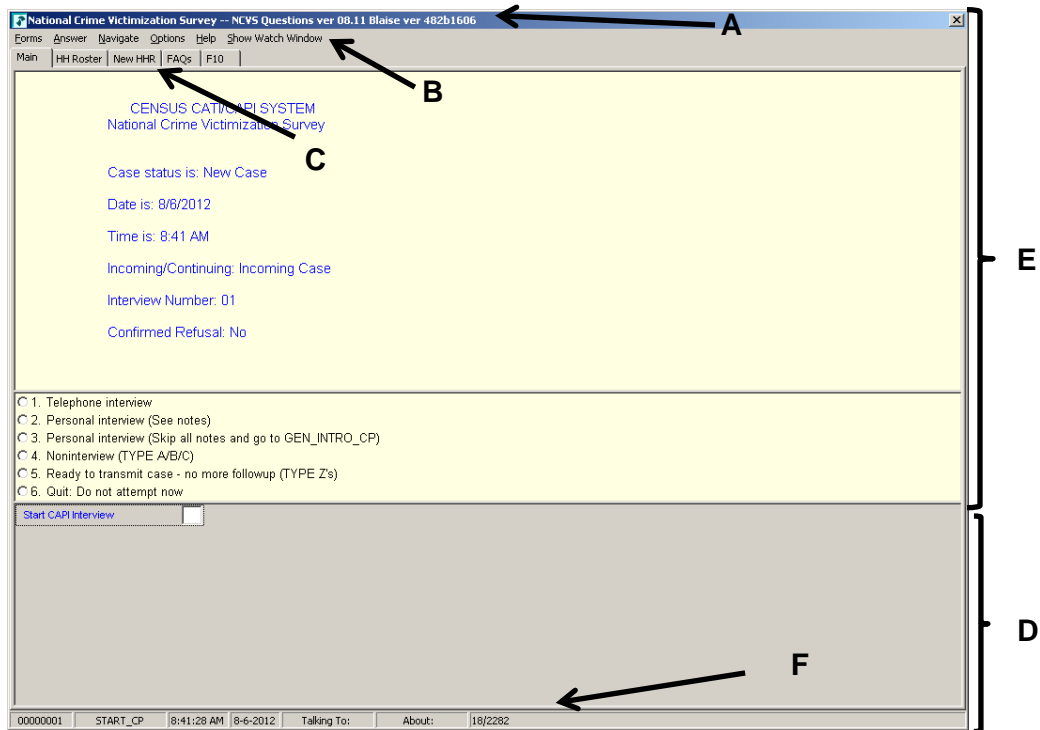 National Crime Victimization Survey -- NCVS Questions ver 08.11 Blaise ver 482b1606
A
Forms Answer Navigate Options Help Show Watch Window
Main HH Roster New HHR FAQs F10
B
CENSUS CATI/CAPI SYSTEM
National Crime Victimization Survey
C
Case status is: New Case
Date is: 8/6/2012
Time is: 8:41 AM
Incoming/Continuing: Incoming Case
E
Interview Number: 01
Confirmed Refusal: No
1. Telephone interview
2. Personal interview (See notes)
3. Personal interview (Skip all notes and go to GEN_INTRO_CP)
4. Noninterview (TYPE A/B/C)
5. Ready to transmit case - no more followup (TYPE Z's)
6. Quit: Do not attempt now
Start CAPI Interview
D
F
00000001 START_CP 8:41:28 AM 8-6-2012 Talking To: About: 18/2282